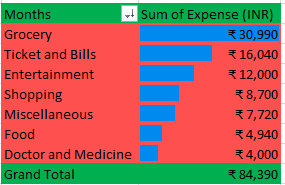 Months Sum of Expense (INR)
Grocery ₹ 30,990
Ticket and Bills ₹ 16,040
Entertainment ₹ 12,000
Shopping ₹ 8,700
Miscellaneous ₹ 7,720
Food ₹ 4,940
Doctor and Medicine ₹ 4,000
Grand Total ₹ 84,390